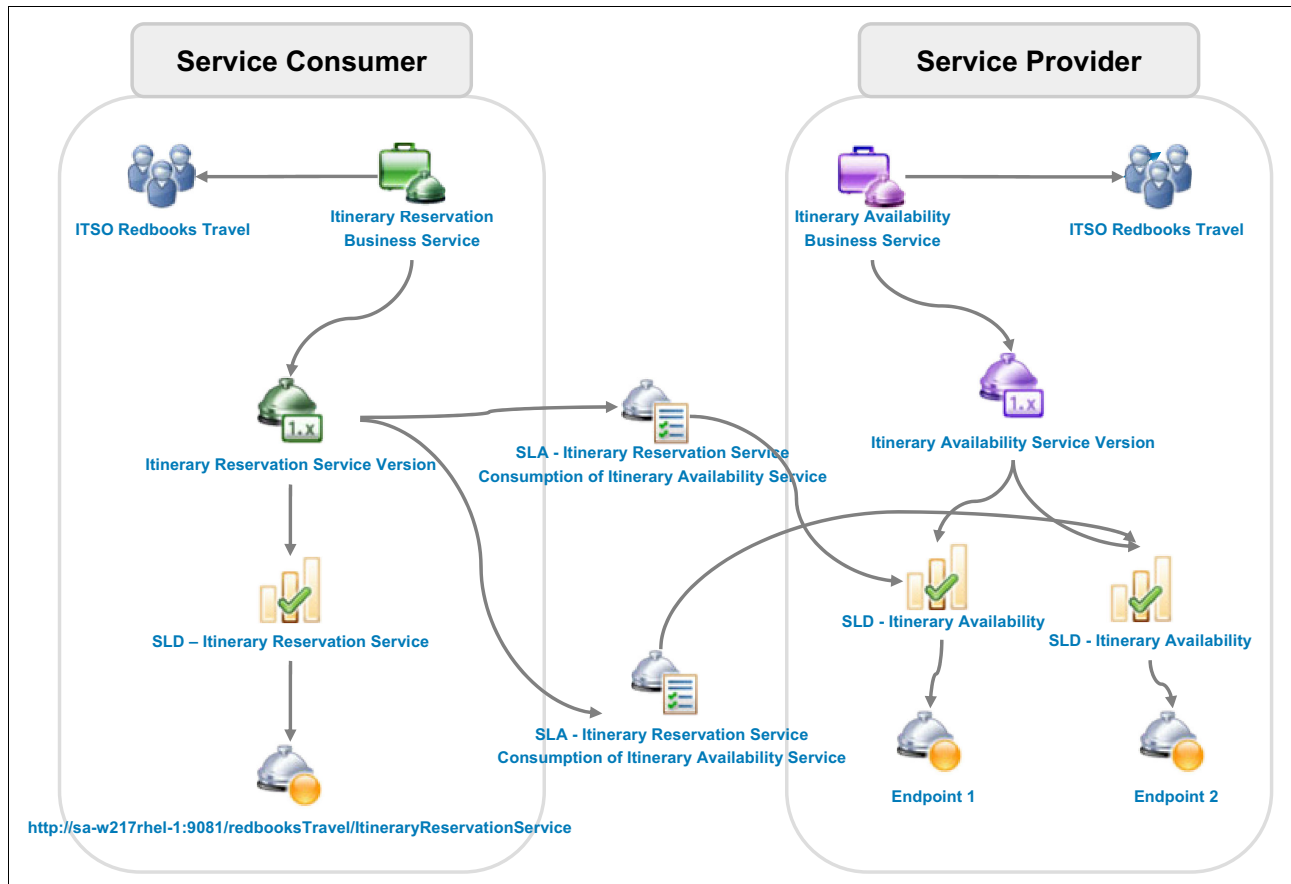 Service Consumer
Service Provider
ITSO Redbooks Travel
Itinerary Reservation
Business Service
Itinerary Availability
Business Service
ITSO Redbooks Travel
1.x
Itinerary Reservation Service Version
SLA - Itinerary Reservation Service
Consumption of Itinerary Availability Service
1.x
Itinerary Availability Service Version
SLD – Itinerary Reservation Service
SLD - Itinerary Availability
SLD - Itinerary Availability
SLA - Itinerary Reservation Service
Consumption of Itinerary Availability Service
http://sa-w217rhel-1:9081/redbooksTravel/ItineraryReservationService
Endpoint 1
Endpoint 2